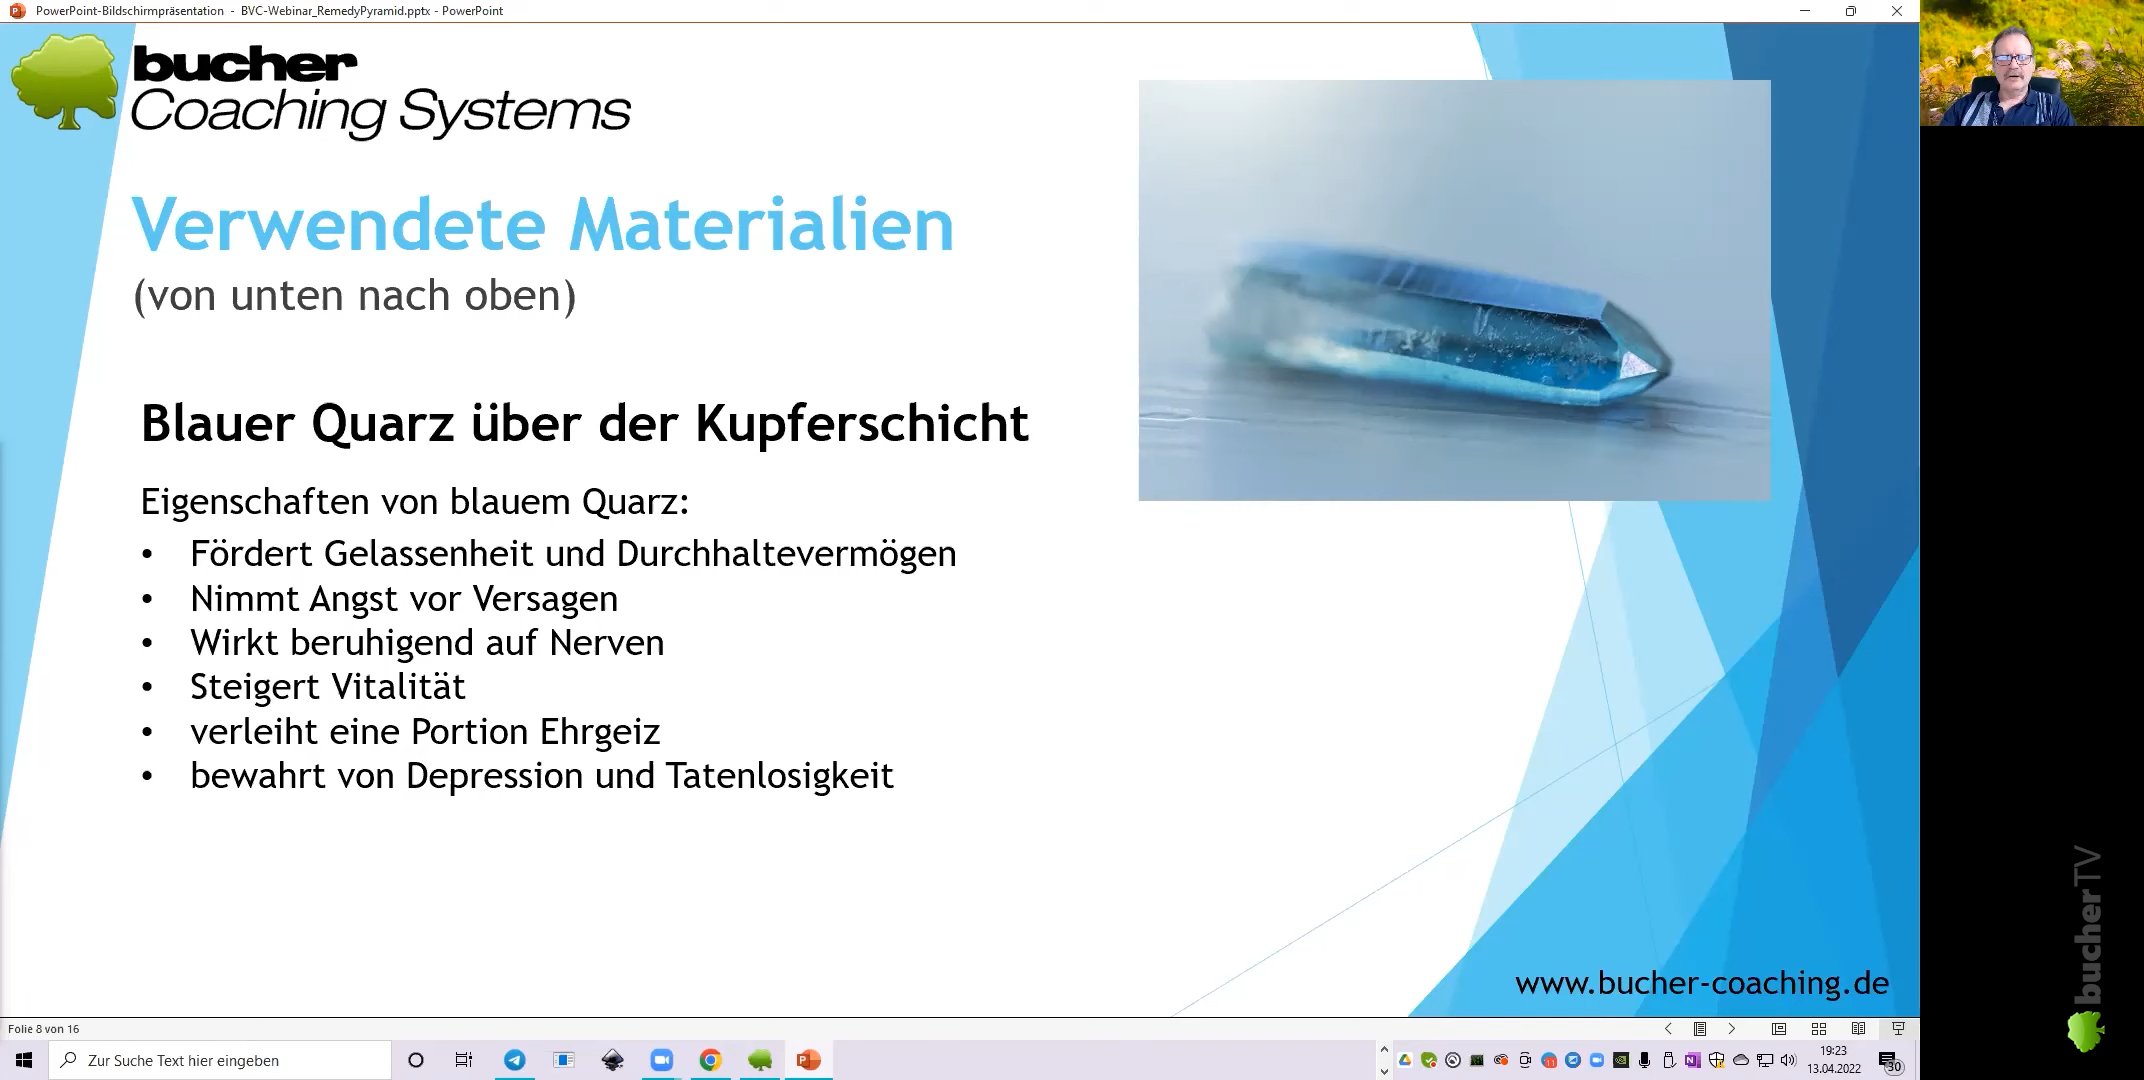 PowerPoint-Bildschirmpräsentation - BVC-Webinar_RemedyPyramid.pptx - PowerPoint
bucher
Coaching Systems
Verwendete Materialien
(von unten nach oben)
Blauer Quarz über der Kupferschicht
Eigenschaften von blauem Quarz:
• Fördert Gelassenheit und Durchhaltevermögen
• Nimmt Angst vor Versagen
• Wirkt beruhigend auf Nerven
• Steigert Vitalität
• verleiht eine Portion Ehrgeiz
• bewahrt von Depression und Tatenlosigkeit
www.bucher-coaching.de
bucherTV
Folie 8 von 16
Zur Suche Text hier eingeben
19:23
13.04.2022
30